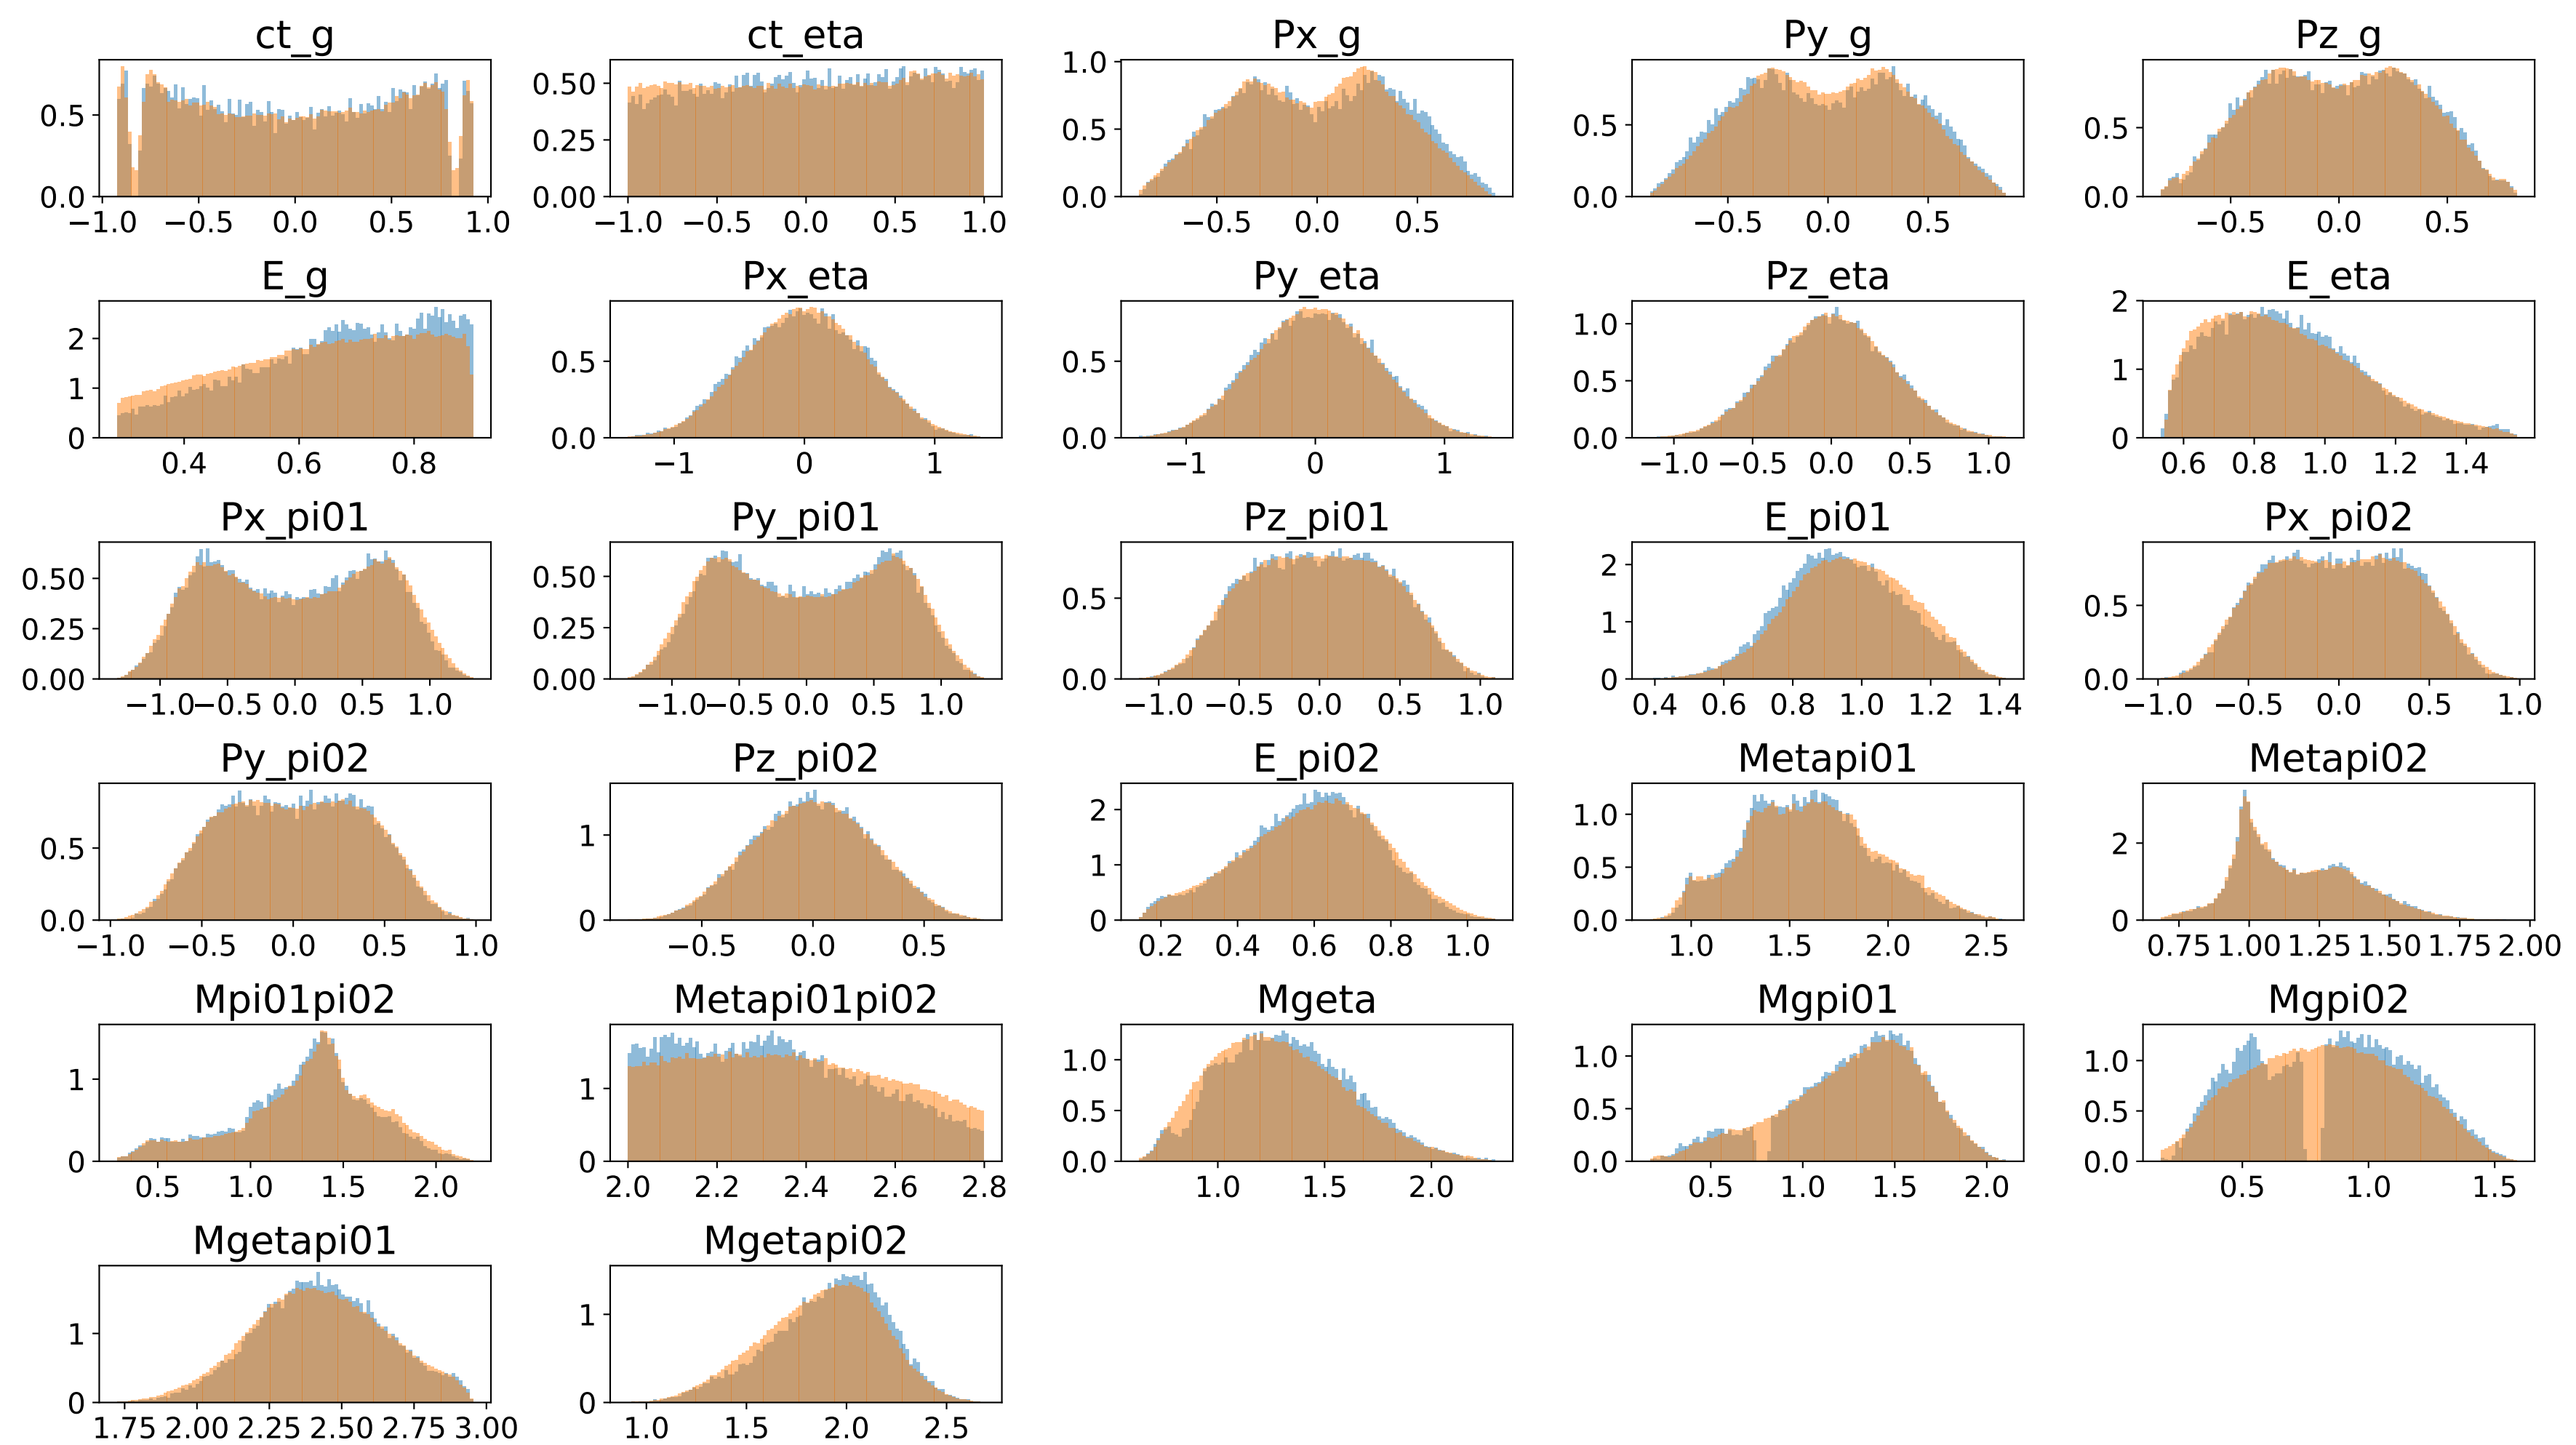 ct_g
0.5
0.0
−1.0 −0.5 0.0 0.5 1.0
ct_eta
0.50
0.25
0.00
−1.0 −0.5 0.0 0.5 1.0
Px_g
1.0
0.5
0.0
−0.5 0.0 0.5
Py_g
0.5
0.0
−0.5 0.0 0.5
Pz_g
0.5
0.0
−0.5 0.0 0.5
E_g
2
1
0
0.4 0.6 0.8
Px_eta
0.5
0.0
−1 0 1
Py_eta
0.5
0.0
−1 0 1
Pz_eta
1.0
0.5
0.0
−1.0 −0.5 0.0 0.5 1.0
E_eta
2
1
0
0.6 0.8 1.0 1.2 1.4
Px_pi01
0.50
0.25
0.00
−1.0 −0.5 0.0 0.5 1.0
Py_pi01
0.50
0.25
0.00
−1.0 −0.5 0.0 0.5 1.0
Pz_pi01
0.5
0.0
−1.0 −0.5 0.0 0.5 1.0
E_pi01
2
1
0
0.4 0.6 0.8 1.0 1.2 1.4
Px_pi02
0.5
0.0
−1.0 −0.5 0.0 0.5 1.0
Py_pi02
0.5
0.0
−1.0 −0.5 0.0 0.5 1.0
Pz_pi02
1
0
−0.5 0.0 0.5
E_pi02
2
1
0
0.2 0.4 0.6 0.8 1.0
Metapi01
1.0
0.5
0.0
1.0 1.5 2.0 2.5
Metapi02
2
0
0.75 1.00 1.25 1.50 1.75 2.00
Mpi01pi02
1
0
0.5 1.0 1.5 2.0
Metapi01pi02
1
0
2.0 2.2 2.4 2.6 2.8
Mgeta
1.0
0.5
0.0
1.0 1.5 2.0
Mgpi01
1.0
0.5
0.0
0.5 1.0 1.5 2.0
Mgpi02
1.0
0.5
0.0
0.5 1.0 1.5
Mgetapi01
1
0
1.75 2.00 2.25 2.50 2.75 3.00
Mgetapi02
1
0
1.0 1.5 2.0 2.5